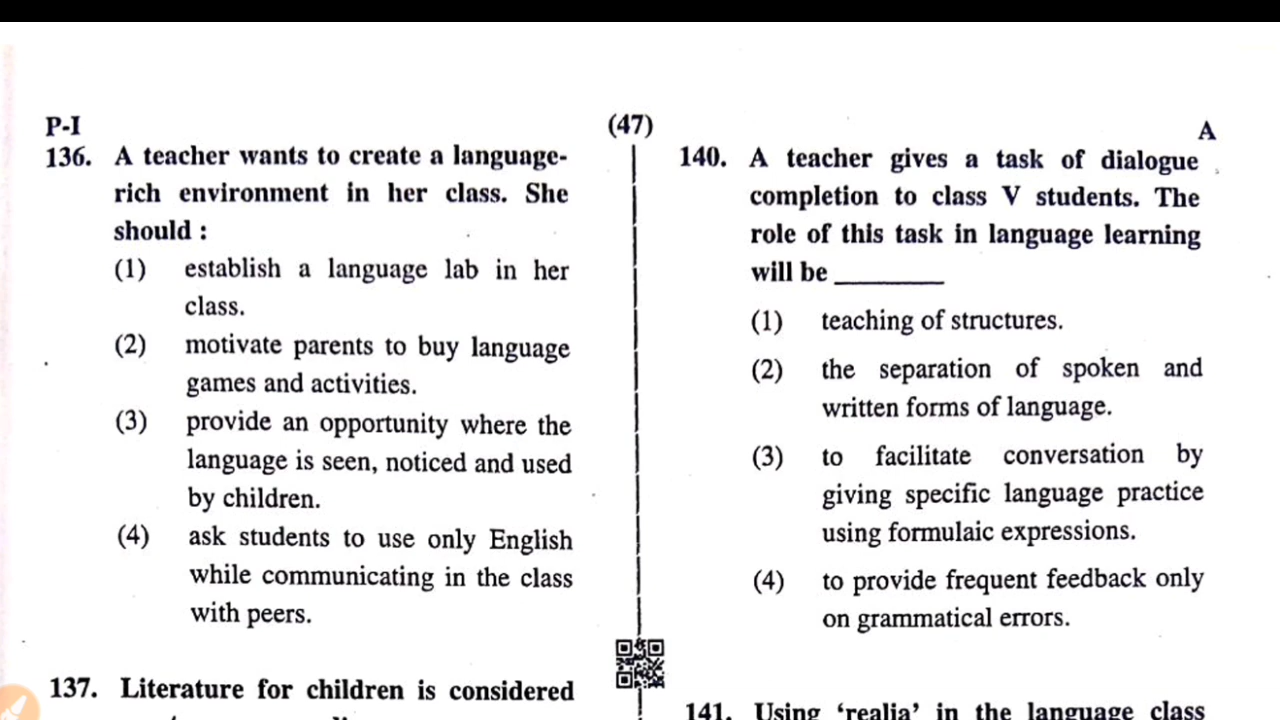 P-I
(47)
A
136. A teacher wants to create a language-
rich environment in her class. She
should :
(1) establish a language lab in her
class.
(2) motivate parents to buy language
games and activities.
(3) provide an opportunity where the
language is seen, noticed and used
by children.
(4) ask students to use only English
while communicating in the class
with peers.
137. Literature for children is considered
140. A teacher gives a task of dialogue
completion to class V students. The
role of this task in language learning
will be ________
(1) teaching of structures.
(2) the separation of spoken and
written forms of language.
(3) to facilitate conversation by
giving specific language practice
using formulaic expressions.
(4) to provide frequent feedback only
on grammatical errors.
141. Using ‘realia’ in the language class